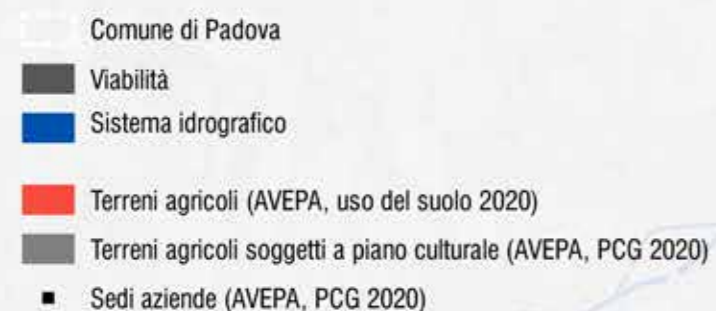 Comune di Padova
Viabilità
Sistema idrografico
Terreni agricoli (AVEPA, uso del suolo 2020)
Terreni agricoli soggetti a piano culturale (AVEPA, PCG 2020)
Sedi aziende (AVEPA, PCG 2020)